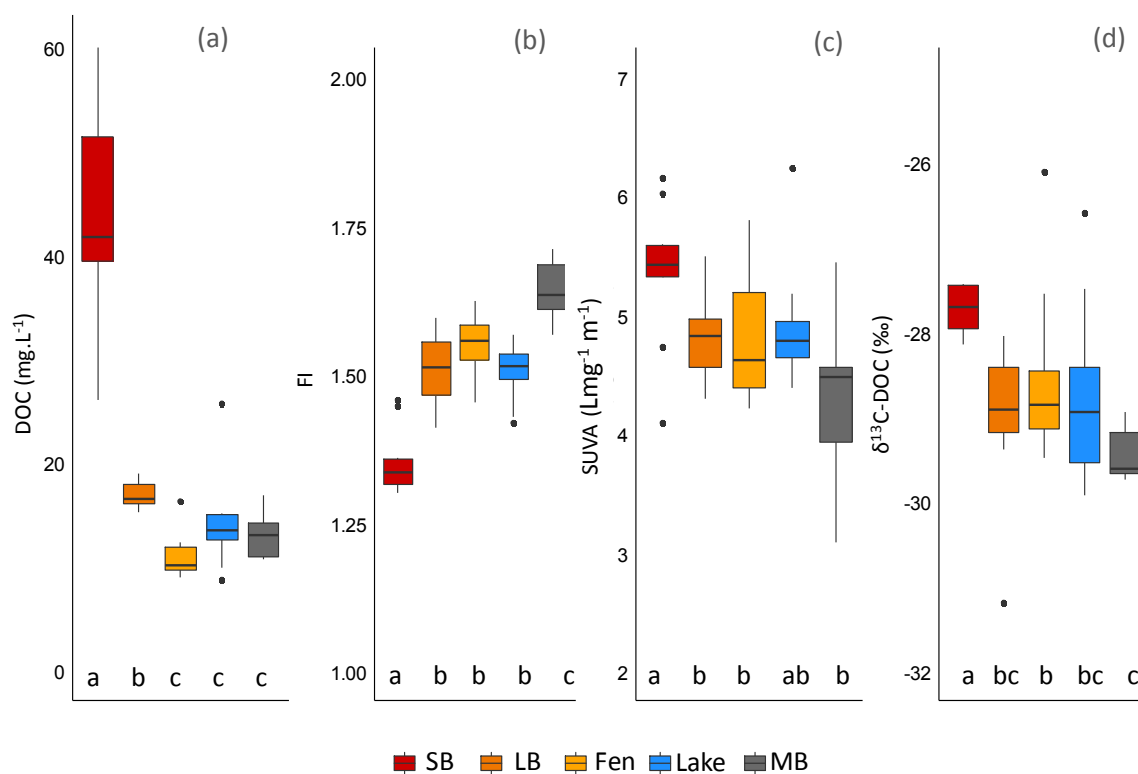 (a) (b) (c) (d)
DOC (mg.L-1)
60
40
20
0
a b c c c
FI
2.00
1.75
1.50
1.25
1.00
a b b b c
SUVA (Lmg-1 m-1)
7
6
5
4
3
2
a b b ab b
δ13C-DOC (‰)
-26
-28
-30
-32
a bc b bc c
SB LB Fen Lake MB